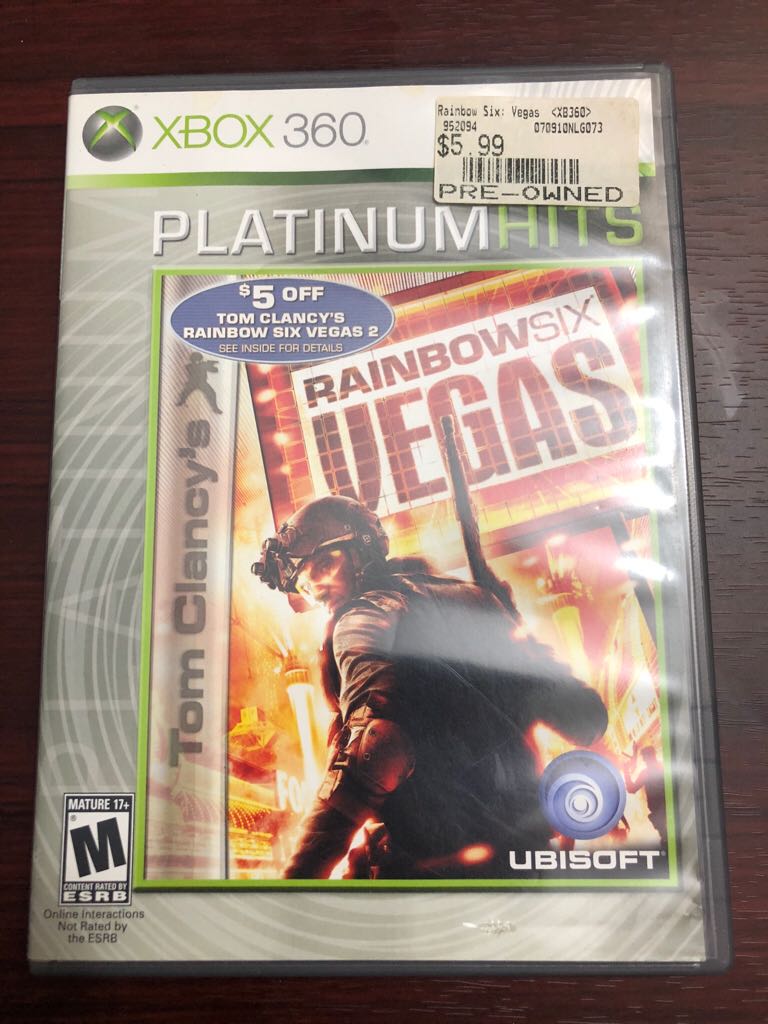 XBOX 360
Rainbow Six: Vegas <XB360>
952094 070910NLG073
$5.99
PRE-OWNED
PLATINUM HITS
$5 OFF
TOM CLANCY'S
RAINBOW SIX VEGAS 2
SEE INSIDE FOR DETAILS
RAINBOWSIX
VEGAS
Tom Clancy's
MATURE 17+
M
CONTENT RATED BY
ESRB
Online Interactions
Not Rated by
the ESRB
UBISOFT